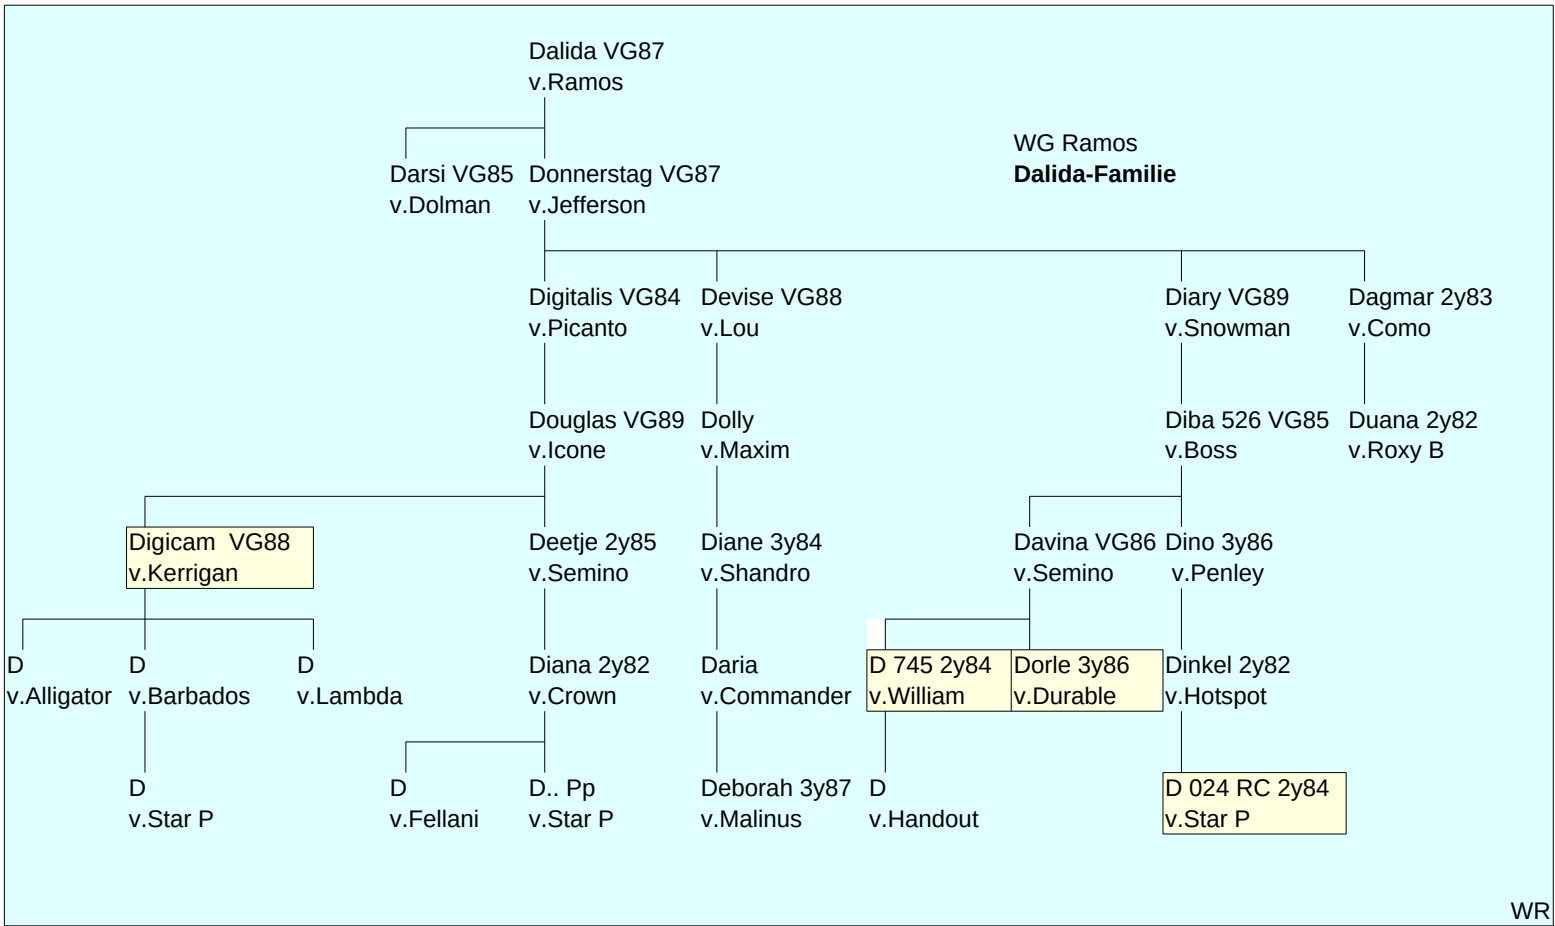 Dalida VG87
v.Ramos
WG Ramos
Dalida-Familie
Darsi VG85
v.Dolman
Donnerstag VG87
v.Jefferson
Digitalis VG84
v.Picanto
Devise VG88
v.Lou
Diary VG89
v.Snowman
Dagmar 2y83
v.Como
Douglas VG89
v.Icone
Dolly
v.Maxim
Diba 526 VG85
v.Boss
Duana 2y82
v.Roxy B
Digicam  VG88
v.Kerrigan
Deetje 2y85
v.Semino
Diane 3y84
v.Shandro
Davina VG86
v.Semino
Dino 3y86
v.Penley
D
v.Alligator
D
v.Barbados
D
v.Lambda
Diana 2y82
v.Crown
Daria
v.Commander
D 745 2y84
v.William
Dorle 3y86
v.Durable
Dinkel 2y82
v.Hotspot
D
v.Star P
D
v.Fellani
D.. Pp
v.Star P
Deborah 3y87
v.Malinus
D
v.Handout
D 024 RC 2y84
v.Star P
WR